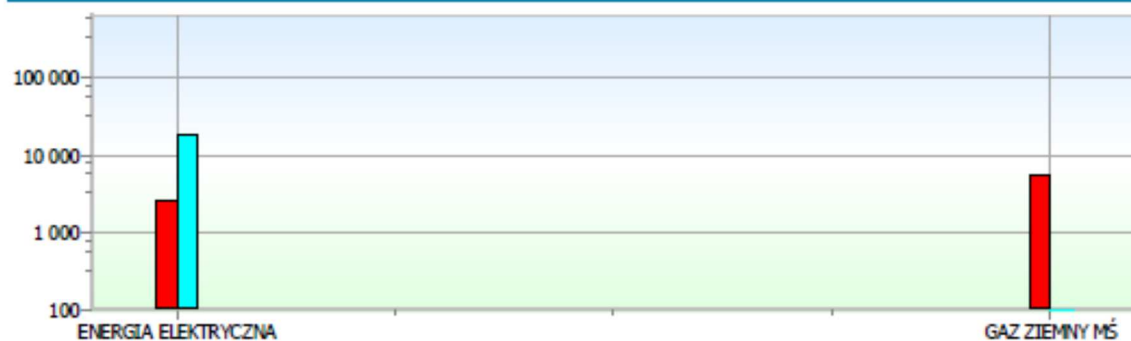 100 000
10 000
1 000
100
ENERGIA ELEKTRYCZNA GAZ ZIEMNY MŚ